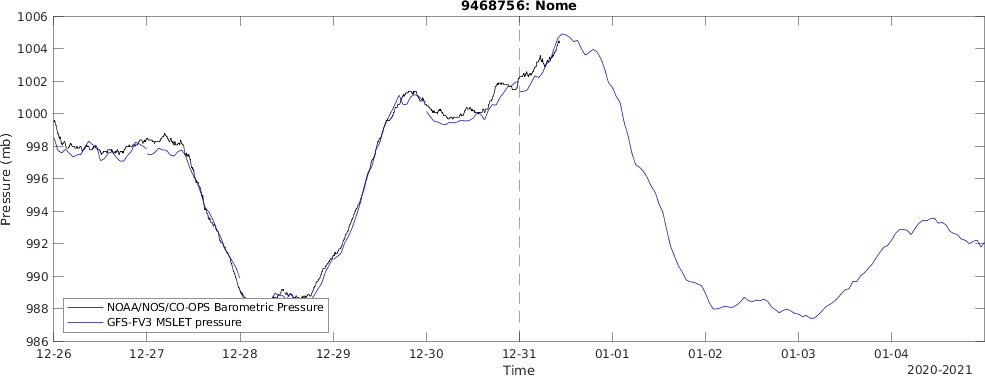 9468756: Nome
1006
1004
1002
1000
998
996
994
992
990
988
986
Pressure (mb)
NOAA/NOS/CO-OPS Barometric Pressure
GFS-FV3 MSLET pressure
12-26 12-27 12-28 12-29 12-30 12-31 01-01 01-02 01-03 01-04
Time
2020-2021